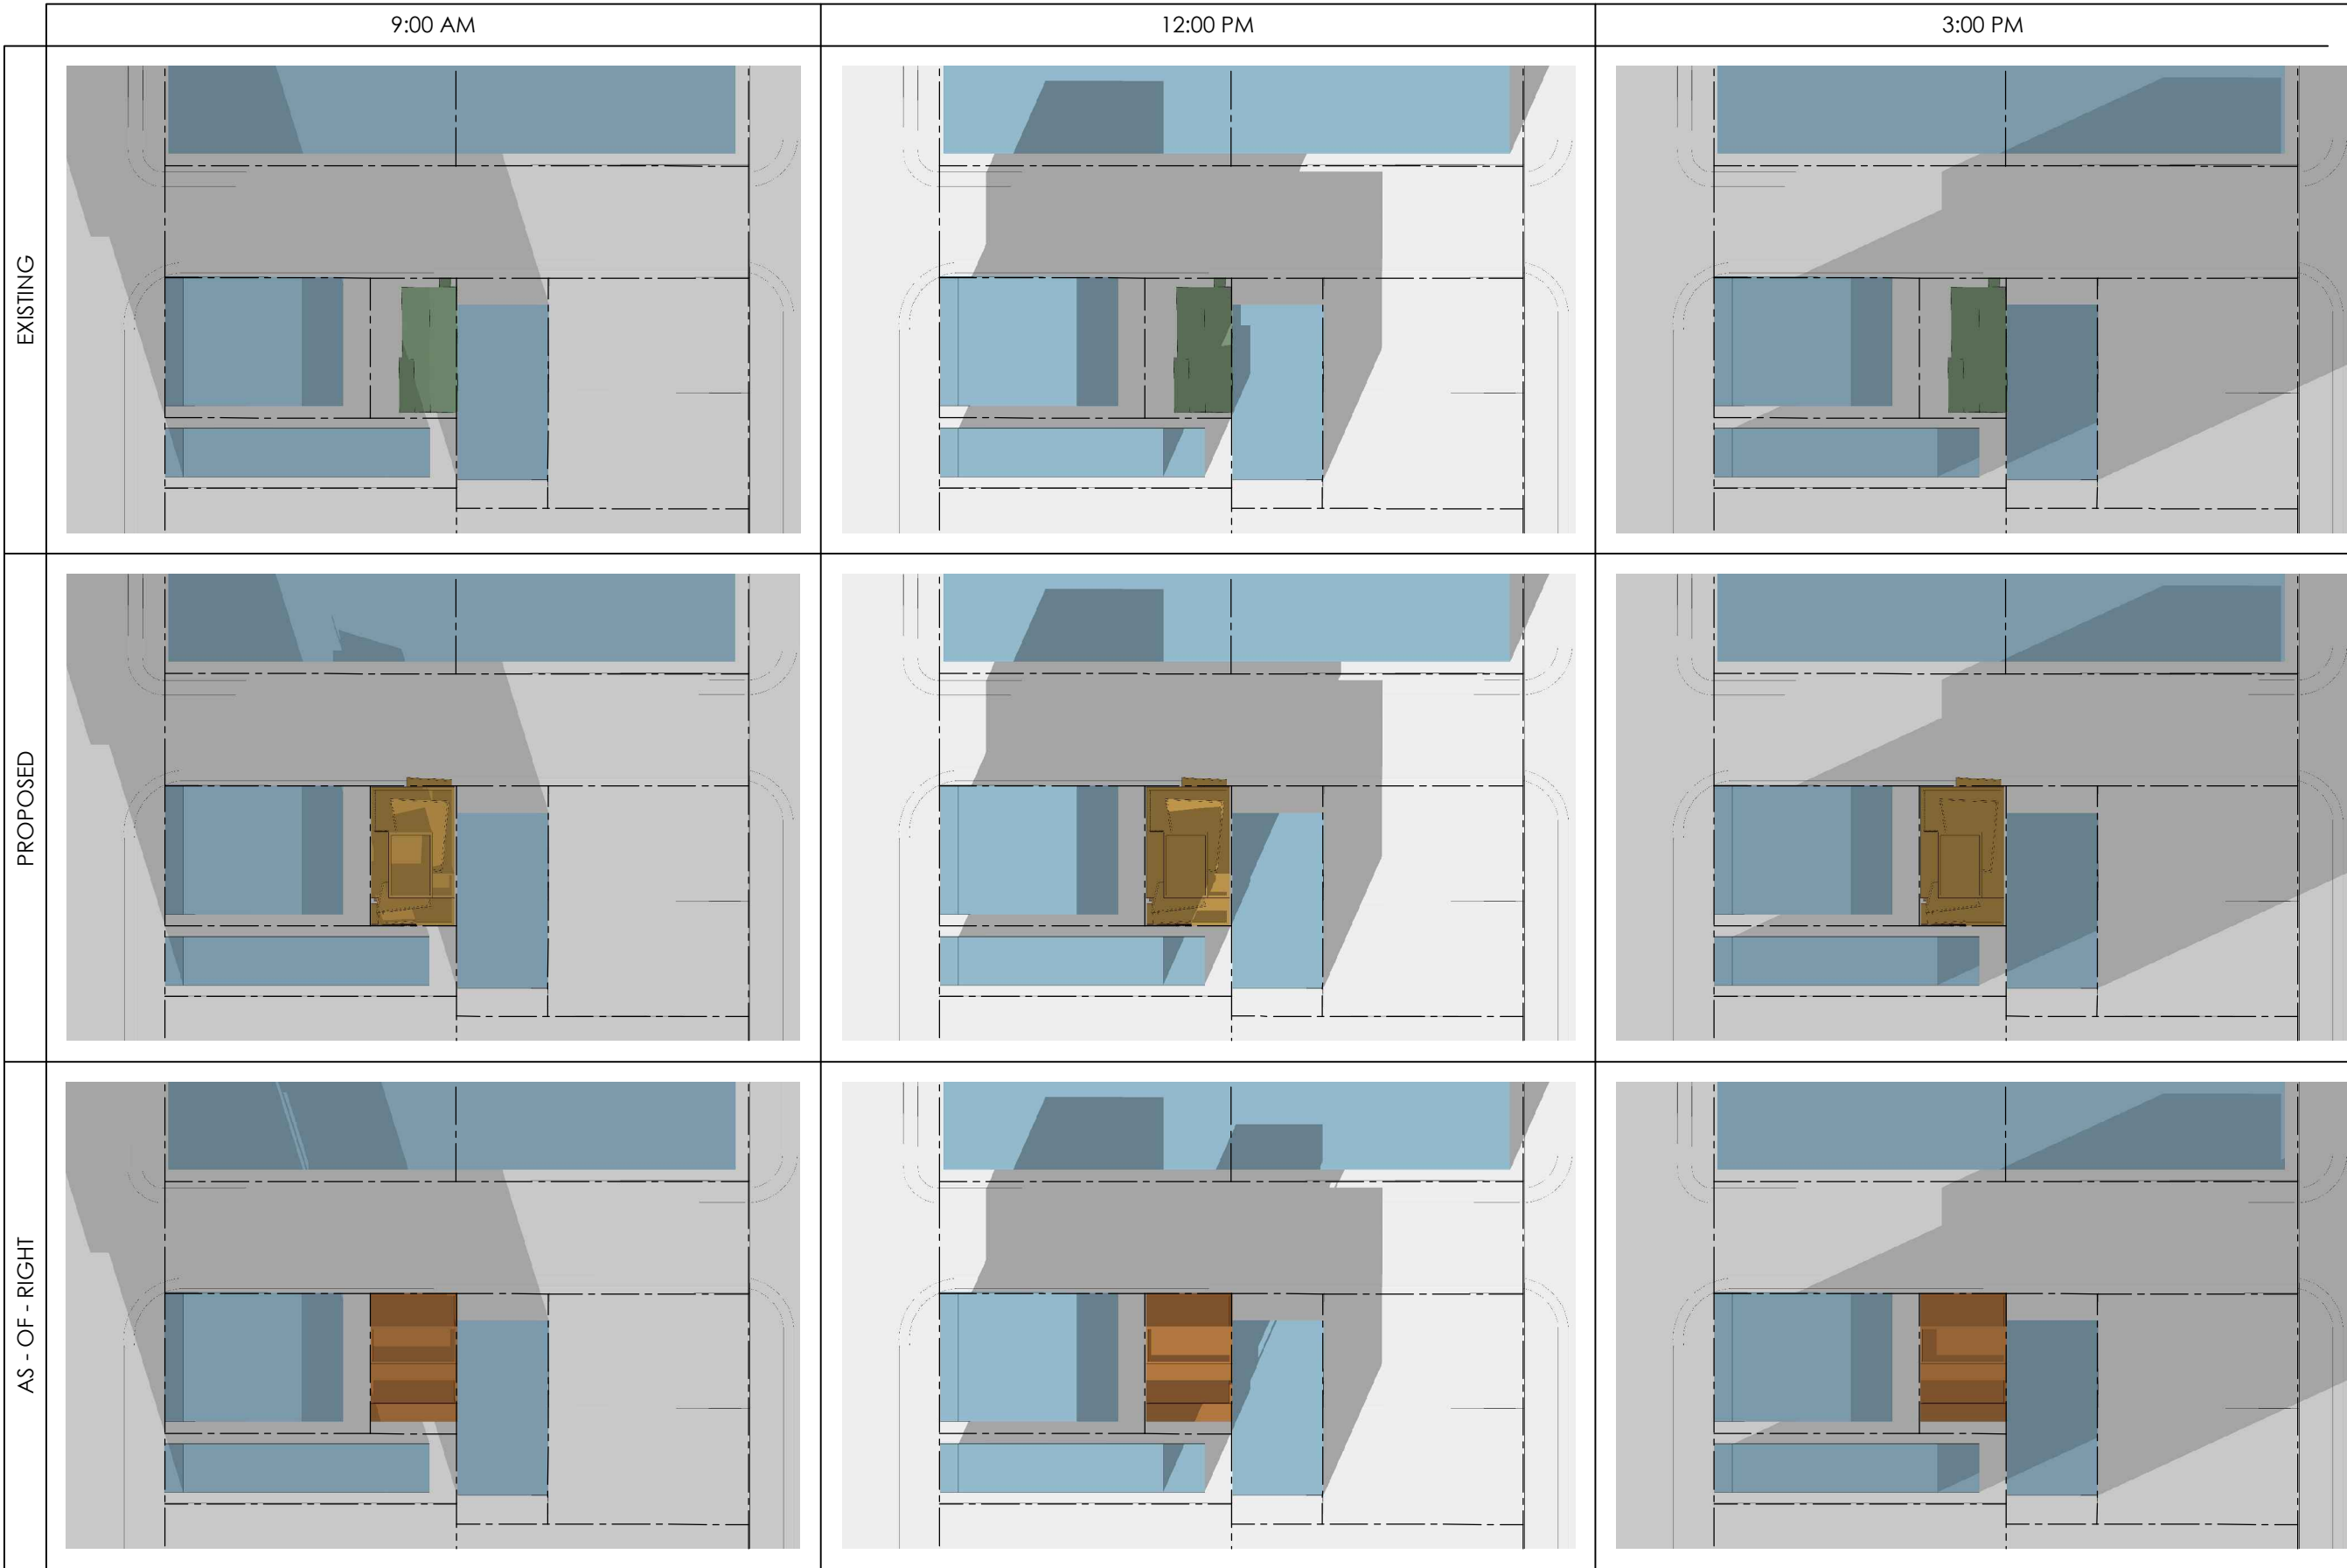 9:00 AM
12:00 PM
3:00 PM
EXISTING
PROPOSED
AS - OF - RIGHT